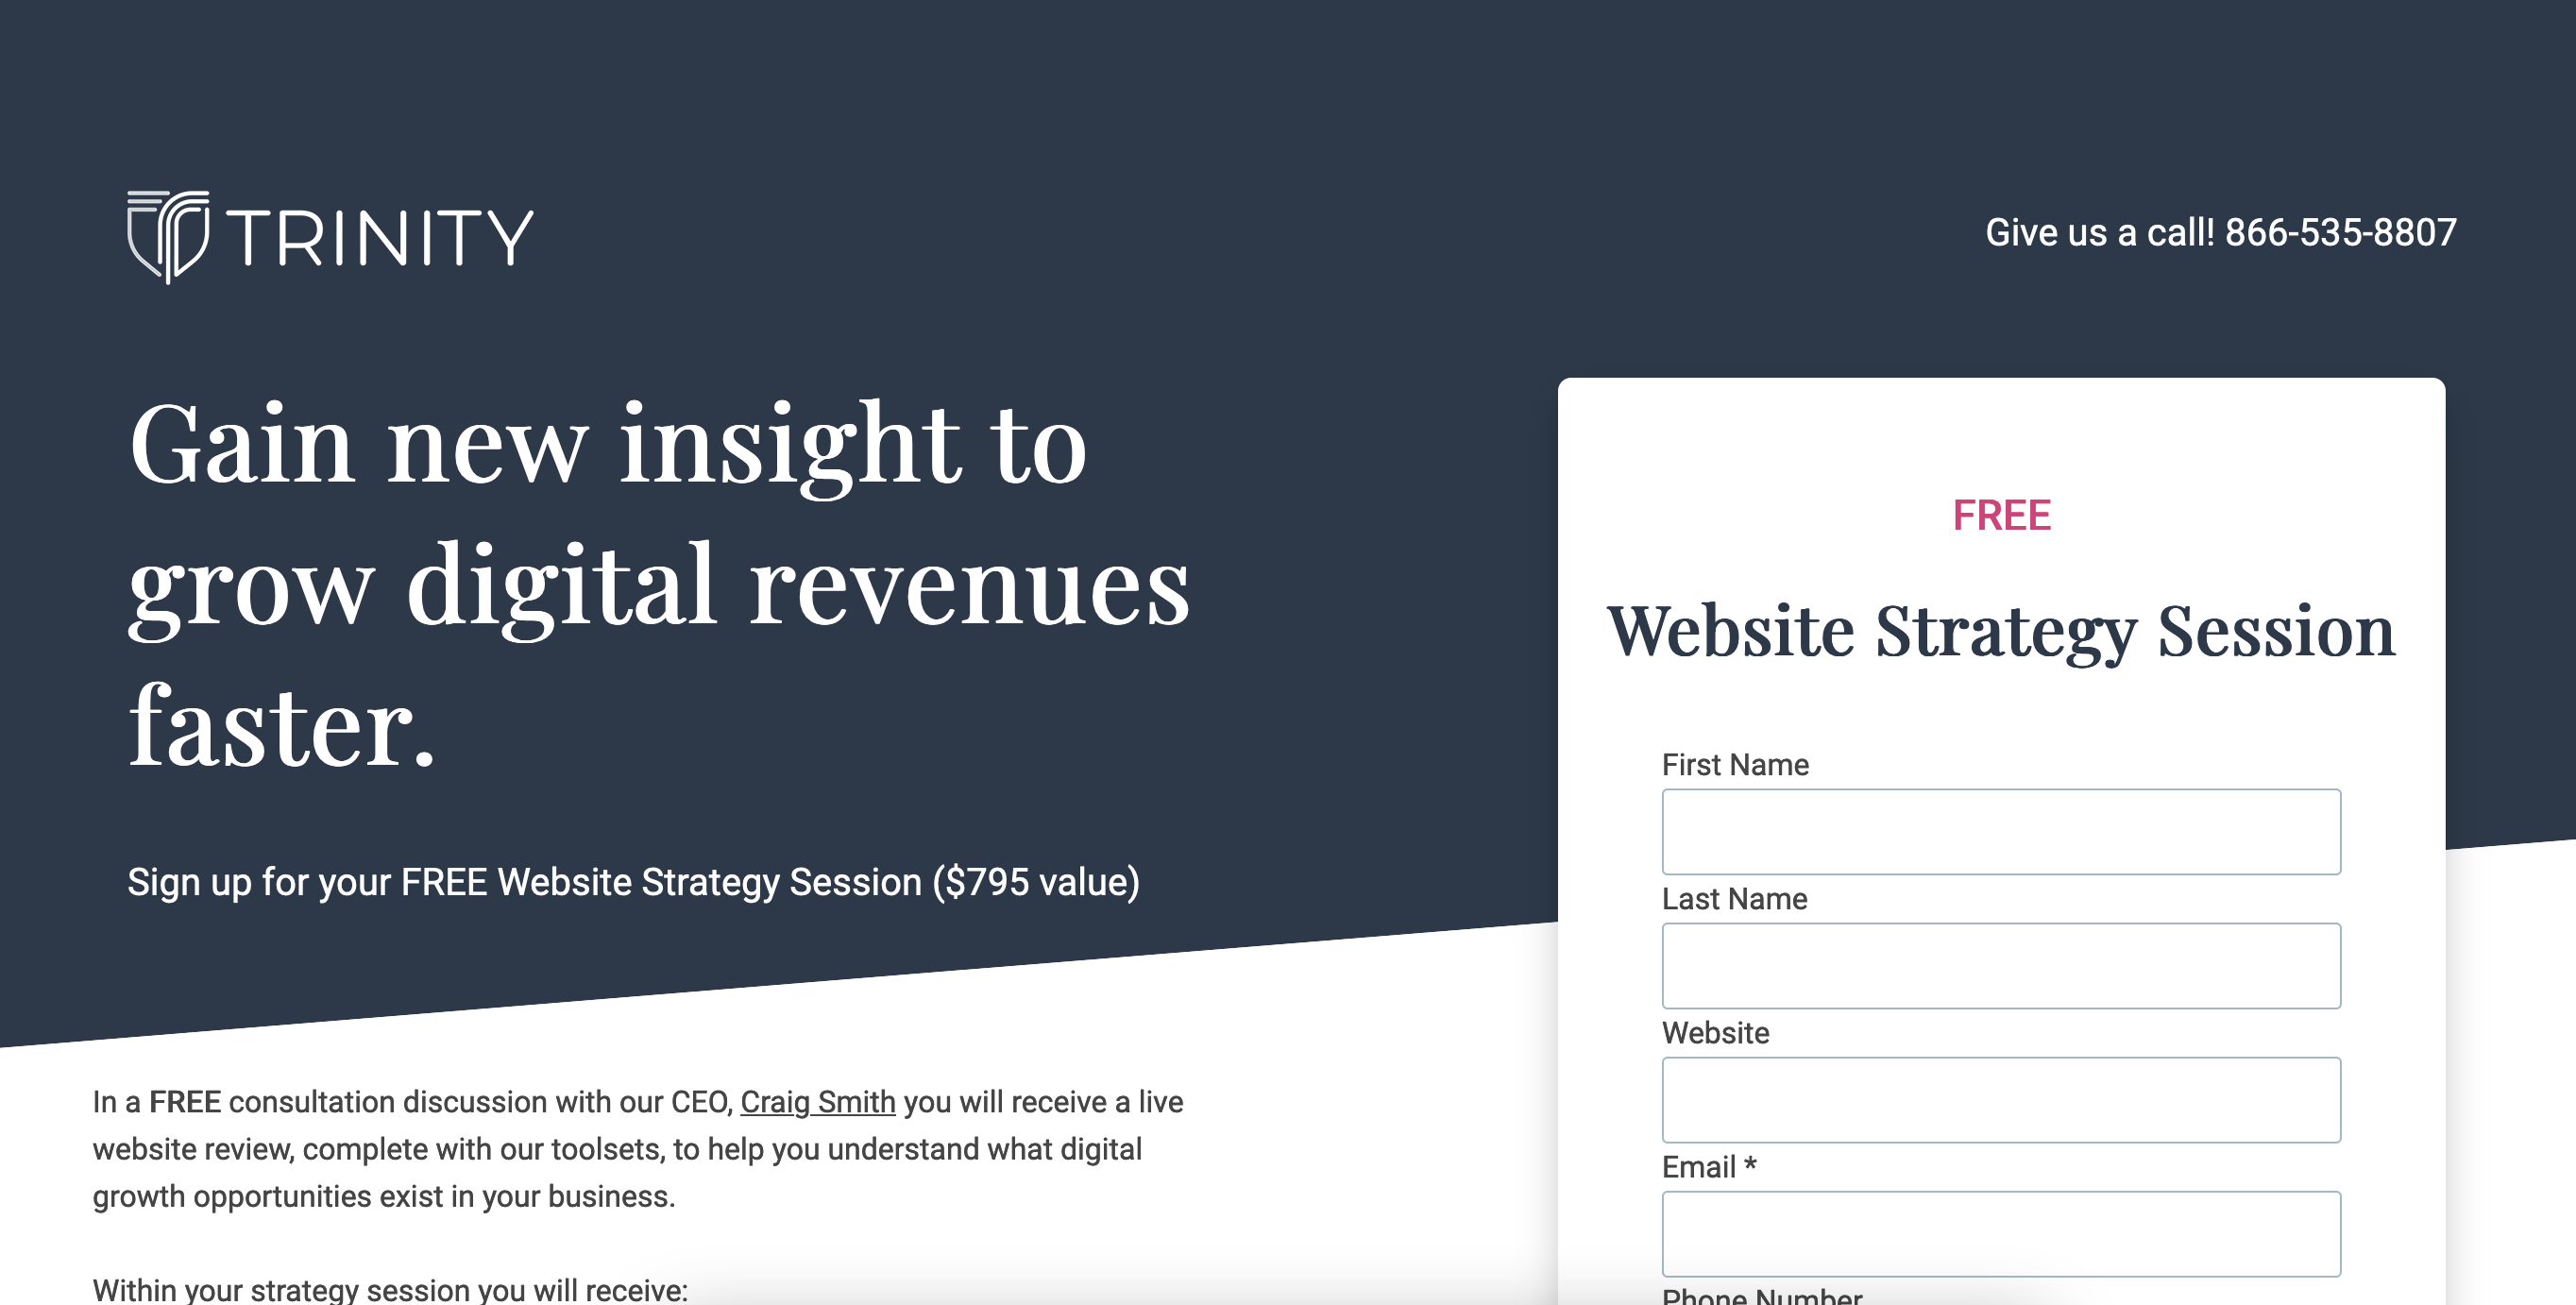 TRINITY
Give us a call! 866-535-8807
Gain new insight to
grow digital revenues
faster.
Sign up for your FREE Website Strategy Session ($795 value)
In a FREE consultation discussion with our CEO, Craig Smith you will receive a live
website review, complete with our toolsets, to help you understand what digital
growth opportunities exist in your business.
Within your strategy session you will receive:
FREE
Website Strategy Session
First Name
Last Name
Website
Email *
Phone Number